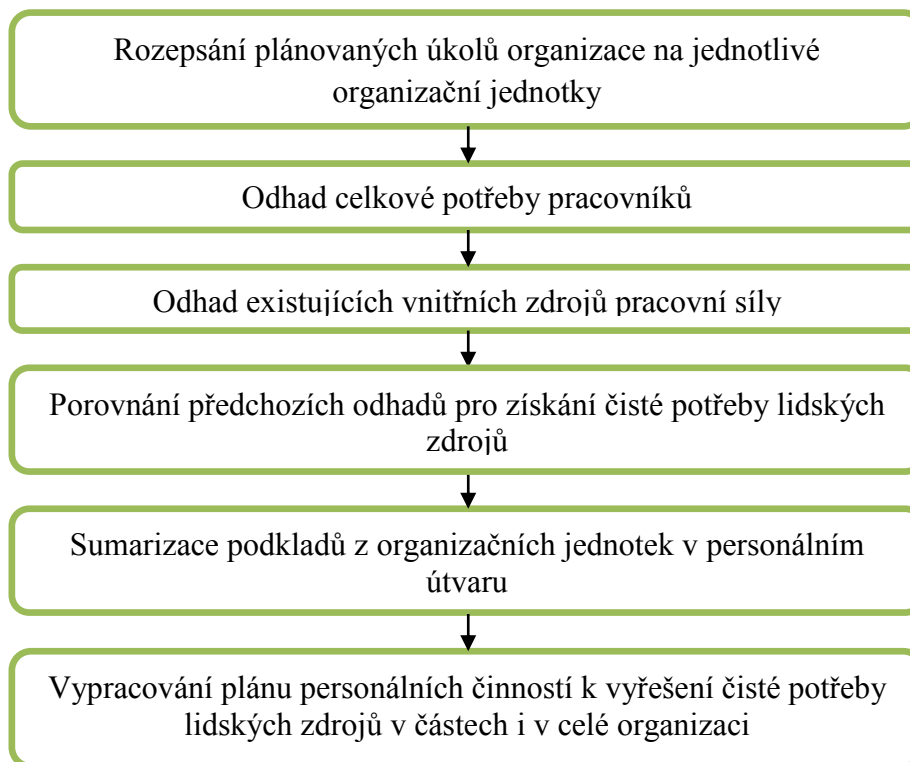 Rozepsání plánovaných úkolů organizace na jednotlivé
organizační jednotky
Odhad celkové potřeby pracovníků
Odhad existujících vnitřních zdrojů pracovní síly
Porovnání předchozích odhadů pro získání čisté potřeby lidských
zdrojů
Sumarizace podkladů z organizačních jednotek v personálním
útvaru
Vypracování plánu personálních činností k vyřešení čisté potřeby
lidských zdrojů v částech i v celé organizaci